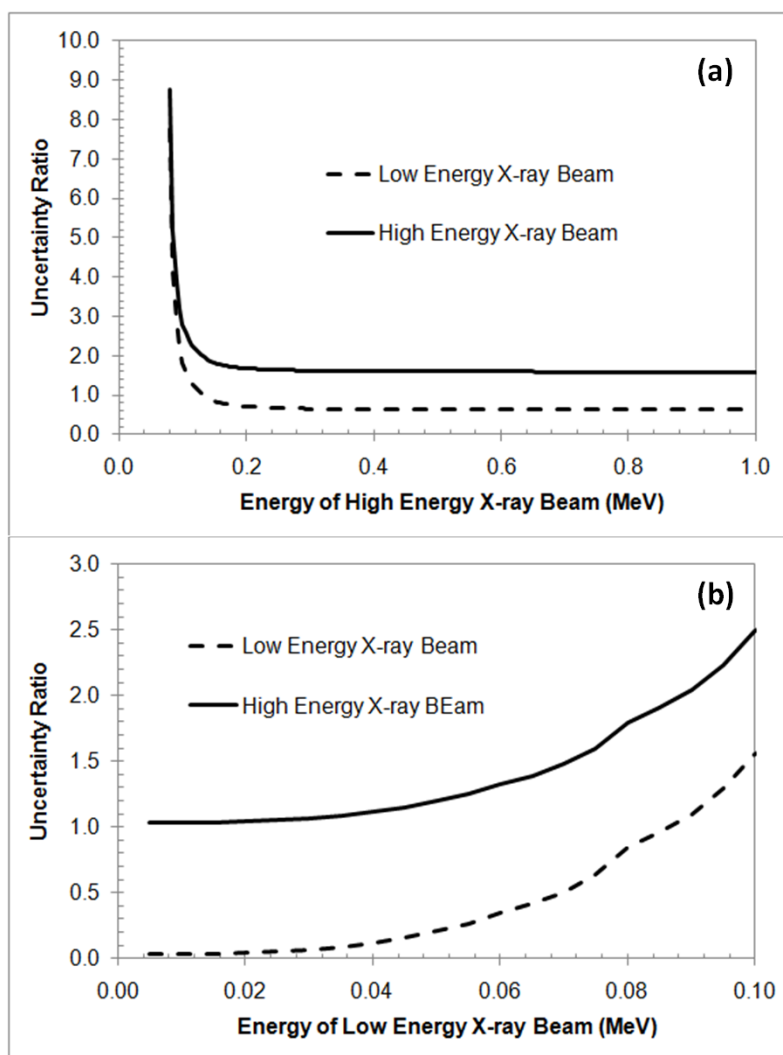 (a)
10.0
9.0
8.0
7.0
6.0
5.0
4.0
3.0
2.0
1.0
0.0
Uncertainty Ratio
Low Energy X-ray Beam
High Energy X-ray Beam
0.0 0.2 0.4 0.6 0.8 1.0
Energy of High Energy X-ray Beam (MeV)
(b)
3.0
2.5
2.0
1.5
1.0
0.5
0.0
Uncertainty Ratio
Low Energy X-ray Beam
High Energy X-ray BEam
0.00 0.02 0.04 0.06 0.08 0.10
Energy of Low Energy X-ray Beam (MeV)